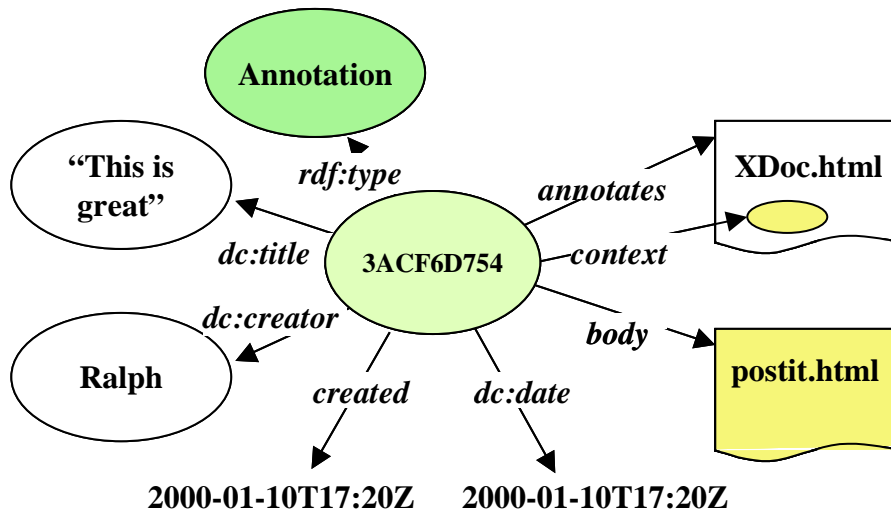 Annotation
“This is
great”
rdf:type
annotates
XDoc.html
dc:title
3ACF6D754
context
dc:creator
body
Ralph
postit.html
created
dc:date
2000-01-10T17:20Z
2000-01-10T17:20Z